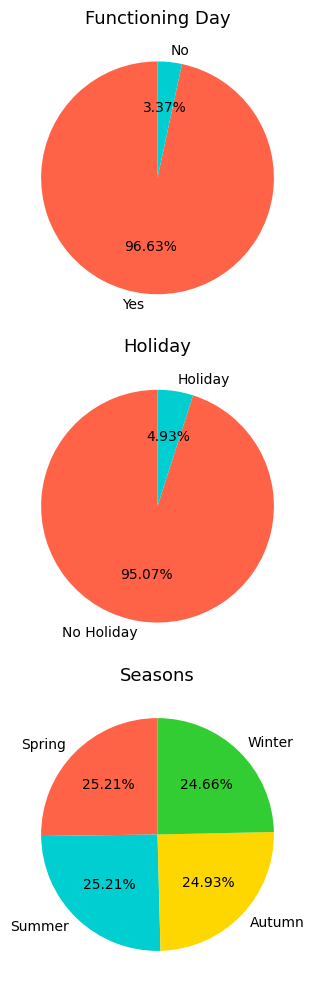 Functioning Day
No
3.37%
96.63%
Yes
Holiday
Holiday
4.93%
95.07%
No Holiday
Seasons
Spring
Winter
25.21%
24.66%
25.21%
24.93%
Summer
Autumn